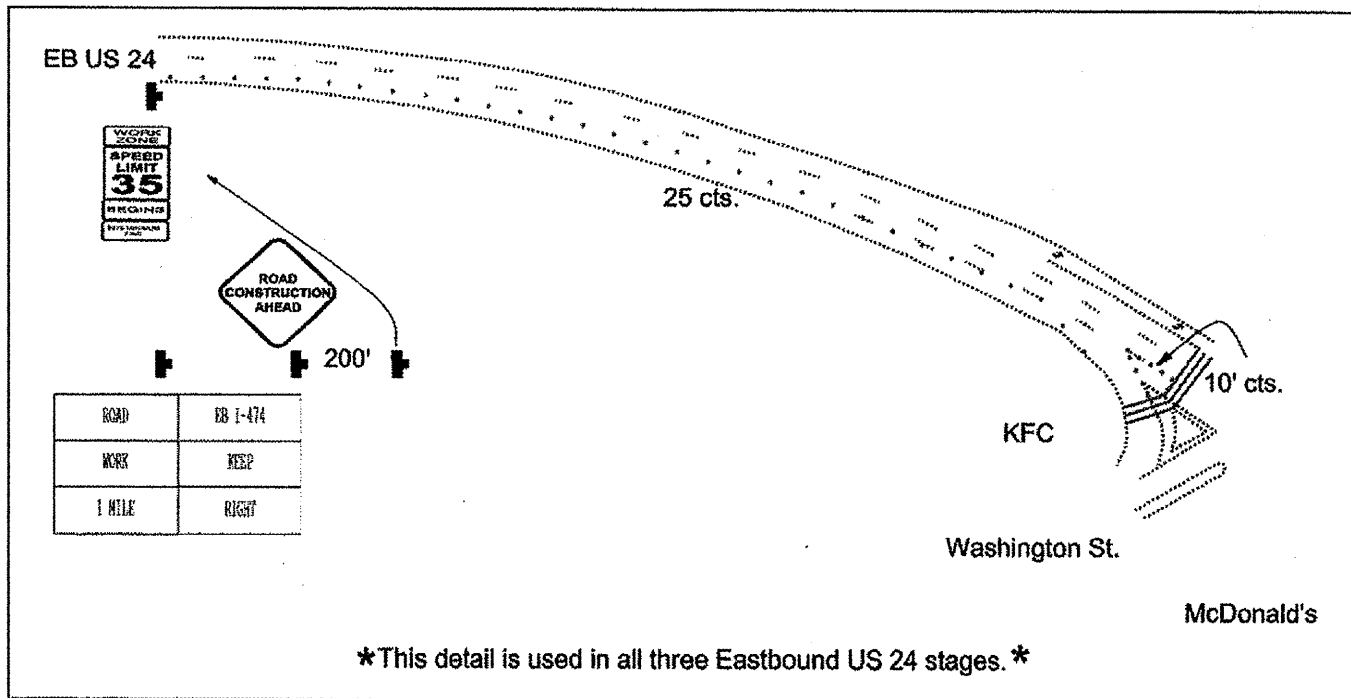 EB US 24
WORK
ZONE
SPEED
LIMIT
35
BEGINS
25 cts.
ROAD
CONSTRUCTION
AHEAD
200'
10' cts.
ROAD EB I-474
WORK KEEP
1 MILE RIGHT
KFC
Washington St.
McDonald's
*This detail is used in all three Eastbound US 24 stages.*